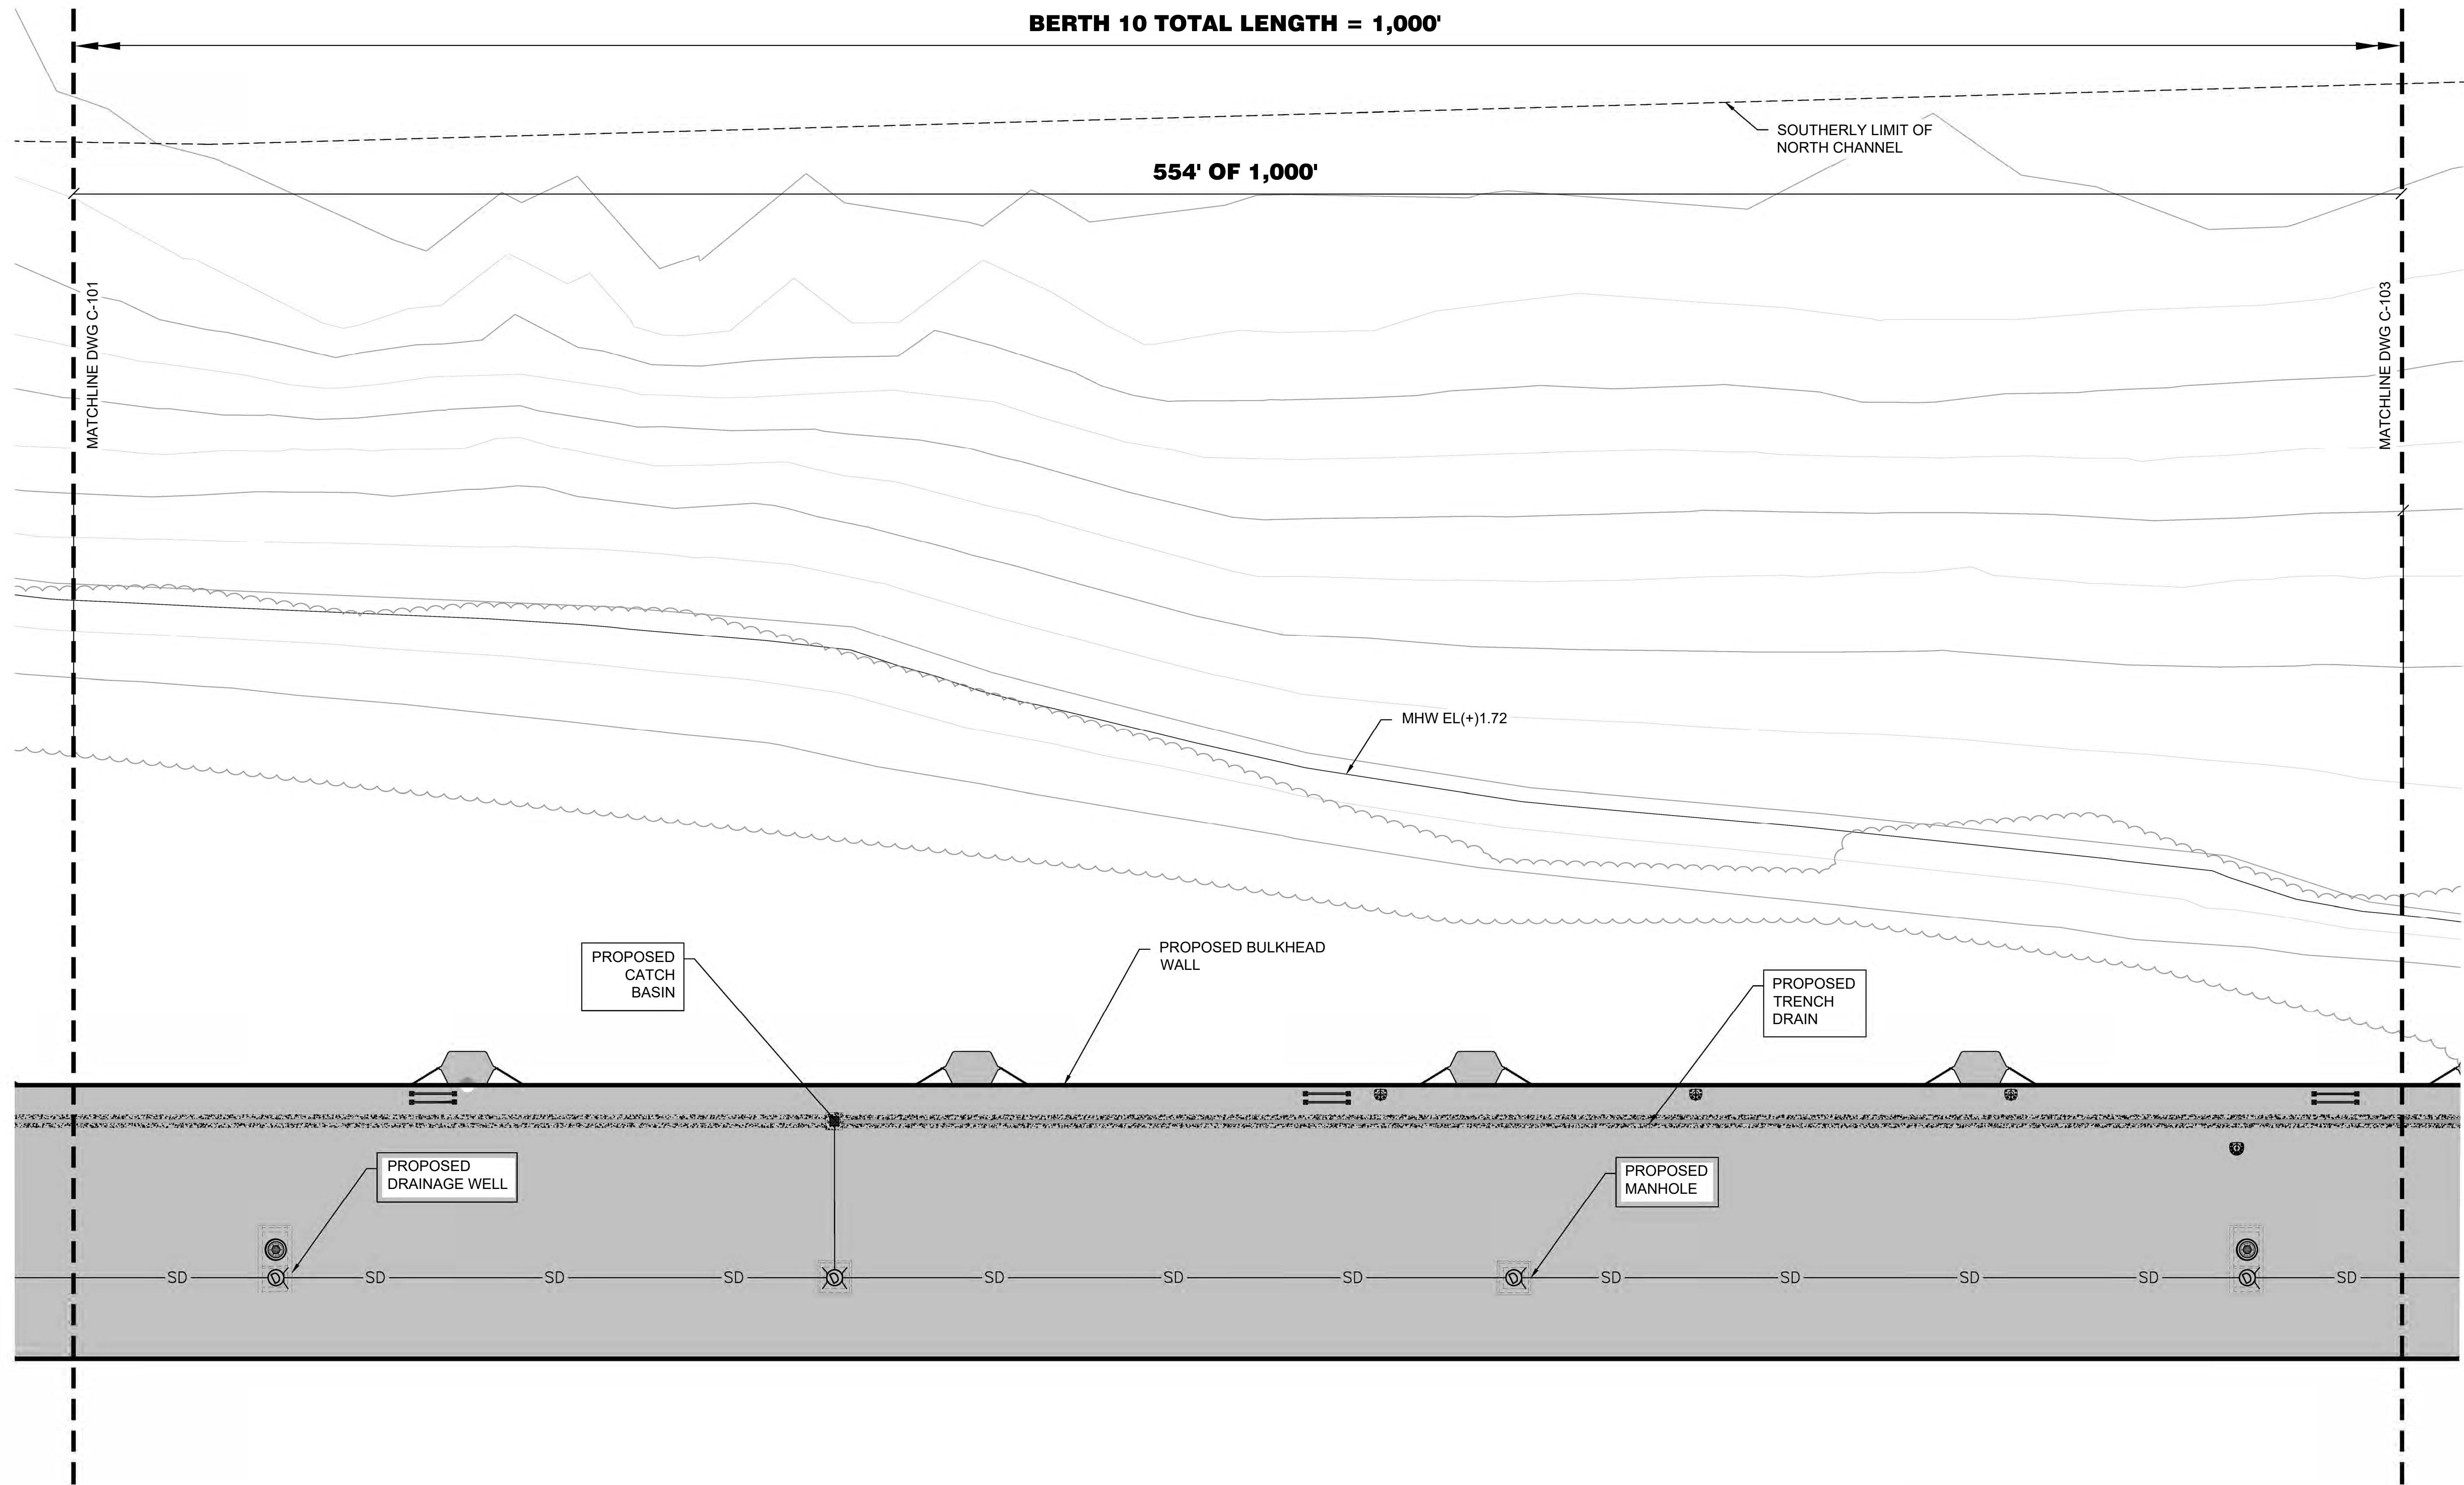 BERTH 10 TOTAL LENGTH = 1,000'
SOUTHERLY LIMIT OF
NORTH CHANNEL
554' OF 1,000'
MATCHLINE DWG C-101
MATCHLINE DWG C-103
MHW EL(+)1.72
PROPOSED
CATCH
BASIN
PROPOSED BULKHEAD
WALL
PROPOSED
TRENCH
DRAIN
PROPOSED
DRAINAGE WELL
PROPOSED
MANHOLE
SD D SD SD SD D SD SD SD D SD SD SD SD D SD